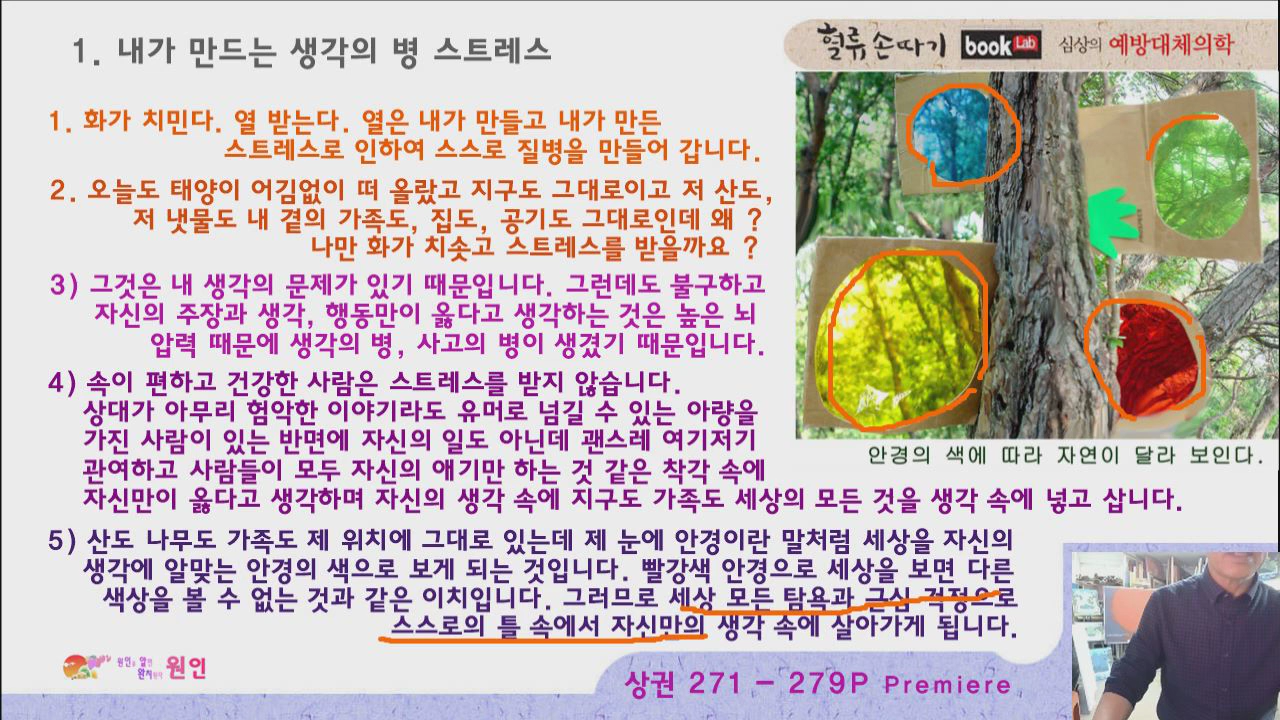 1. 내가 만드는 생각의 병 스트레스
혈류 손따기 book Lab 심상의 예방대체의학
1. 화가 치민다. 열 받는다. 열은 내가 만들고 내가 만든
스트레스로 인하여 스스로 질병을 만들어 갑니다.
2. 오늘도 태양이 어김없이 떠 올랐고 지구도 그대로이고 저 산도,
저 냇물도 내 곁의 가족도, 집도, 공기도 그대로인데 왜 ?
나만 화가 치솟고 스트레스를 받을까요 ?
3) 그것은 내 생각의 문제가 있기 때문입니다. 그런데도 불구하고
자신의 주장과 생각, 행동만이 옳다고 생각하는 것은 높은 뇌
압력 때문에 생각의 병, 사고의 병이 생겼기 때문입니다.
4) 속이 편하고 건강한 사람은 스트레스를 받지 않습니다.
상대가 아무리 험악한 이야기라도 유머로 넘길 수 있는 아량을
가진 사람이 있는 반면에 자신의 일도 아닌데 괜스레 여기저기
관여하고 사람들이 모두 자신의 얘기만 하는 것 같은 착각 속에
자신만이 옳다고 생각하며 자신의 생각 속에 지구도 가족도 세상의 모든 것을 생각 속에 넣고 삽니다.
안경의 색에 따라 자연이 달라 보인다.
5) 산도 나무도 가족도 제 위치에 그대로 있는데 제 눈에 안경이란 말처럼 세상을 자신의
생각에 알맞는 안경의 색으로 보게 되는 것입니다. 빨강색 안경으로 세상을 보면 다른
색상을 볼 수 없는 것과 같은 이치입니다. 그러므로 세상 모든 탐욕과 근심 걱정으로
스스로의 틀 속에서 자신만의 생각 속에 살아가게 됩니다.
원인
상권 271 - 279P Premiere